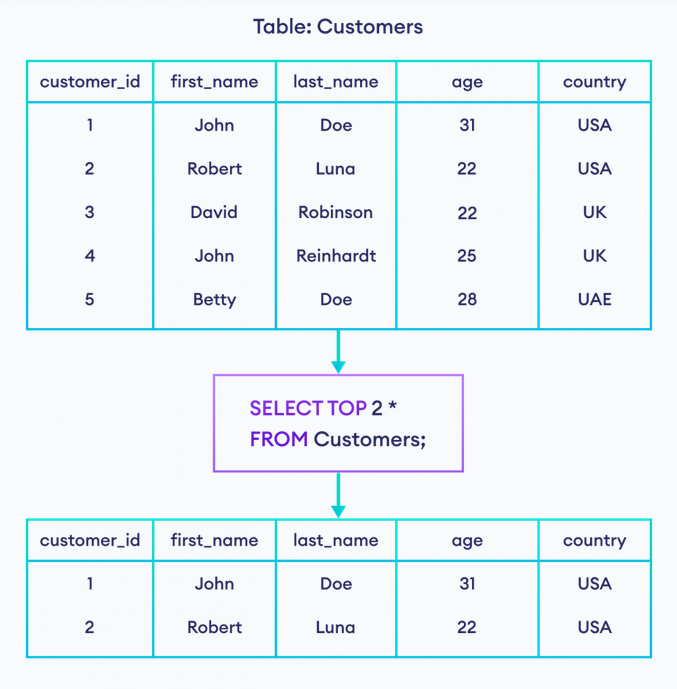 Table: Customers
customer_id first_name last_name age country
1 John Doe 31 USA
2 Robert Luna 22 USA
3 David Robinson 22 UK
4 John Reinhardt 25 UK
5 Betty Doe 28 UAE
SELECT TOP 2 *
FROM Customers;
customer_id first_name last_name age country
1 John Doe 31 USA
2 Robert Luna 22 USA